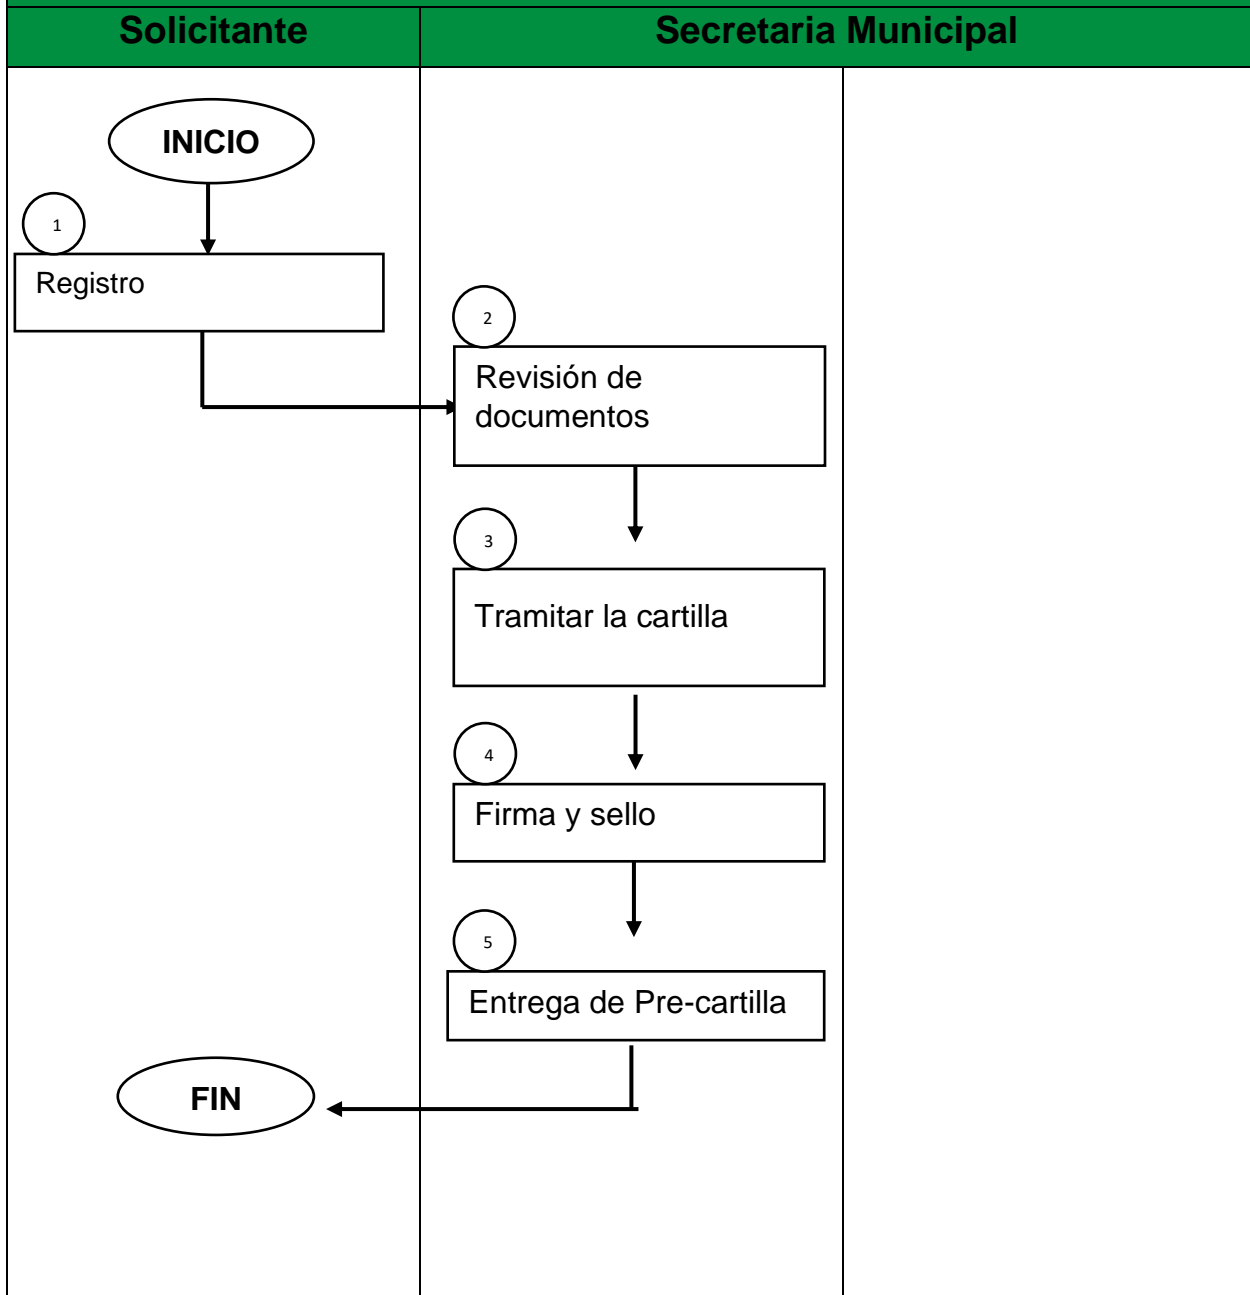 Solicitante
Secretaria Municipal
INICIO
1
Registro
2
Revisión de
documentos
3
Tramitar la cartilla
4
Firma y sello
5
Entrega de Pre-cartilla
FIN